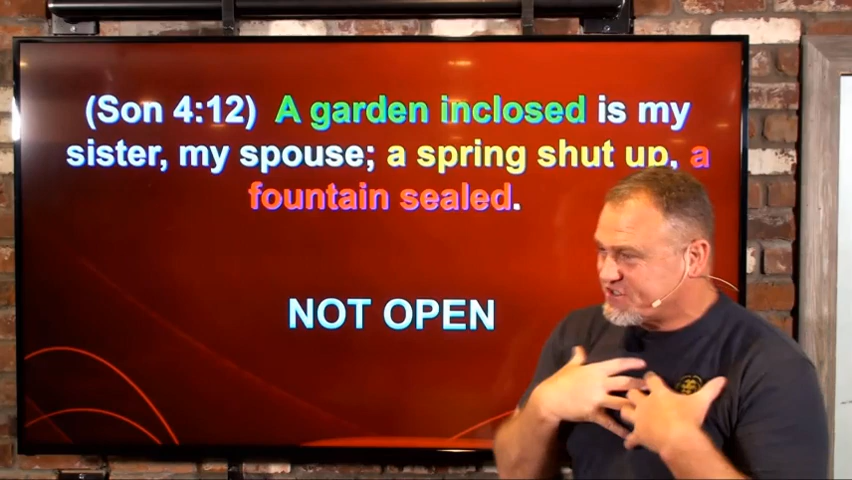 (Son 4:12) A garden inclosed is my
sister, my spouse; a spring shut up, a
fountain sealed.
NOT OPEN